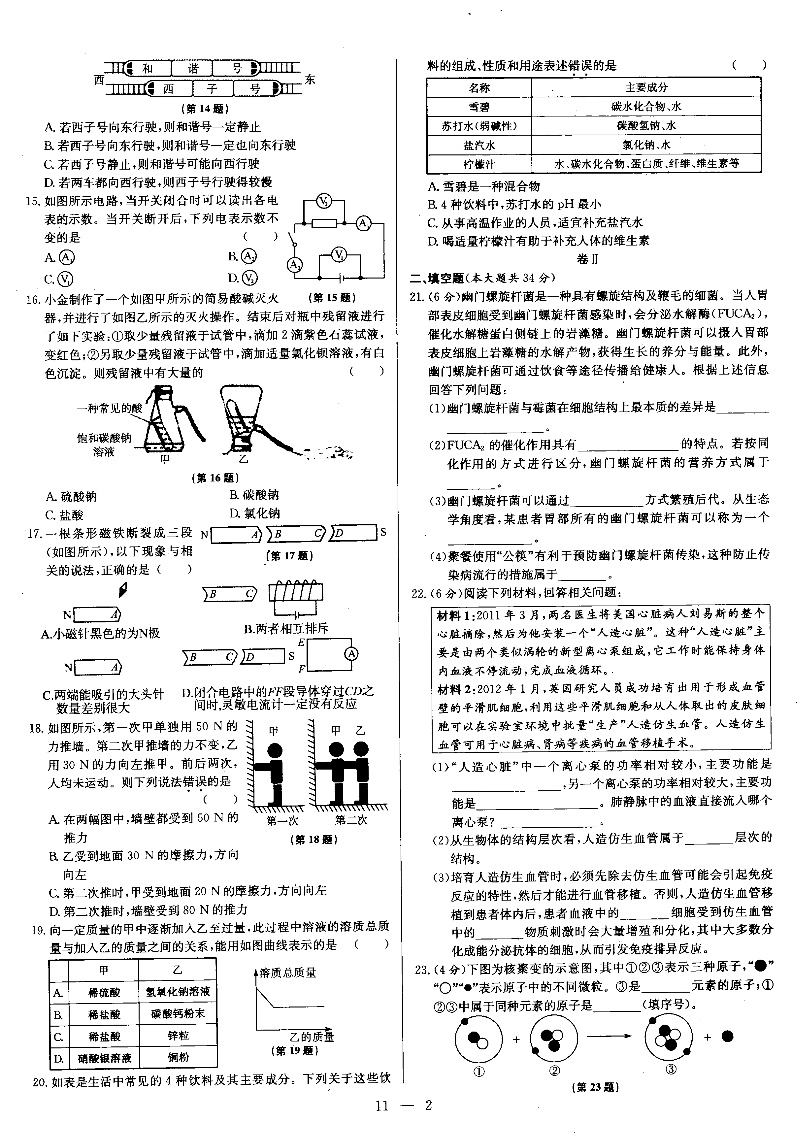 和 谐 号
西 东
西 子 号
(第14题)
A. 若西子号向东行驶,则和谐号一定静止
B. 若西子号向东行驶,则和谐号一定也向东行驶
C. 若西子号静止,则和谐号可能向西行驶
D. 若两车都向西行驶,则西子号行驶得较慢
15. 如图所示电路,当开关闭合时可以读出各电
表的示数。当开关断开后,下列电表示数不
变的是 ( )
A. Ⓐ₁ B. Ⓐ₂
C. Ⓥ₁ D. Ⓥ₂
(第15题)
16. 小金制作了一个如图甲所示的简易酸碱灭火
器,并进行了如图乙所示的灭火操作。结束后对瓶中残留液进行
了如下实验:①取少量残留液于试管中,滴加2滴紫色石蕊试液,
变红色;②另取少量残留液于试管中,滴加适量氯化钡溶液,有白
色沉淀。则残留液中有大量的 ( )
一种常见的酸
饱和碳酸钠
溶液
甲 乙
(第16题)
A. 硫酸钠 B. 碳酸钠
C. 盐酸 D. 氯化钠
17. 一根条形磁铁断裂成三段
(如图所示),以下现象与相
关的说法,正确的是 ( )
N A B C D S
(第17题)
N A
B C
A.小磁针黑色的为N极 B.两者相互排斥
N A
B C D S E F A
C.两端能吸引的大头针
数量差别很大
D.闭合电路中的FF段导体穿过CD之
间时,灵敏电流计一定没有反应
18. 如图所示,第一次甲单独用50 N的
力推墙。第二次甲推墙的力不变,乙
用30 N的力向左推甲。前后两次,
人均未运动。则下列说法错误的是
( )
甲 甲 乙
第一次 第二次
(第18题)
A. 在两幅图中,墙壁都受到50 N的
推力
B. 乙受到地面30 N的摩擦力,方向
向左
C. 第二次推时,甲受到地面20 N的摩擦力,方向向左
D. 第二次推时,墙壁受到80 N的推力
19. 向一定质量的甲中逐渐加入乙至过量,此过程中溶液的溶质总质
量与加入乙的质量之间的关系,能用如图曲线表示的是 ( )
甲 乙
A. 稀硫酸 氢氧化钠溶液
B. 稀盐酸 碳酸钙粉末
C. 稀盐酸 锌粒
D. 硝酸银溶液 铜粉
溶质总质量
乙的质量
(第19题)
20. 如表是生活中常见的4种饮料及其主要成分。下列关于这些饮
料的组成、性质和用途表述错误的是 ( )
名称 主要成分
雪碧 碳水化合物、水
苏打水(弱碱性) 碳酸氢钠、水
盐汽水 氯化钠、水
柠檬汁 水、碳水化合物、蛋白质、纤维、维生素等
A. 雪碧是一种混合物
B. 4种饮料中,苏打水的pH最小
C. 从事高温作业的人员,适宜补充盐汽水
D. 喝适量柠檬汁有助于补充人体的维生素
卷Ⅱ
二、填空题(本大题共34分)
21. (6分)幽门螺旋杆菌是一种具有螺旋结构及鞭毛的细菌。当人胃
部表皮细胞受到幽门螺旋杆菌感染时,会分泌水解酶(FUCA₂),
催化水解糖蛋白侧链上的岩藻糖。幽门螺旋杆菌可以摄入胃部
表皮细胞上岩藻糖的水解产物,获得生长的养分与能量。此外,
幽门螺旋杆菌可通过饮食等途径传播给健康人。根据上述信息
回答下列问题:
(1)幽门螺旋杆菌与霉菌在细胞结构上最本质的差异是______
______。
(2)FUCA₂的催化作用具有______的特点。若按同
化作用的方式进行区分,幽门螺旋杆菌的营养方式属于
______。
(3)幽门螺旋杆菌可以通过______方式繁殖后代。从生态
学角度看,某患者胃部所有的幽门螺旋杆菌可以称为一个
______。
(4)聚餐使用“公筷”有利于预防幽门螺旋杆菌传染,这种防止传
染病流行的措施属于______。
22. (6分)阅读下列材料,回答相关问题:
材料1:2011年3月,两名医生将美国心脏病人刘易斯的整个
心脏摘除,然后为他安装一个“人造心脏”。这种“人造心脏”主
要是由两个类似涡轮的新型离心泵组成,它工作时能保持身体
内血液不停流动,完成血液循环。
材料2:2012年1月,英国研究人员成功培育出用于形成血管
壁的平滑肌细胞,利用这些平滑肌细胞和从人体取出的皮肤细
胞可以在实验室环境中批量“生产”人造仿生血管。人造仿生
血管可用于心脏病、肾病等疾病的血管移植手术。
(1)“人造心脏”中一个离心泵的功率相对较小,主要功能是
______,另一个离心泵的功率相对较大,主要功
能是______。肺静脉中的血液直接流入哪个
离心泵?______
(2)从生物体的结构层次看,人造仿生血管属于______层次的
结构。
(3)培育人造仿生血管时,必须先除去仿生血管可能会引起免疫
反应的特性,然后才能进行血管移植。否则,人造仿生血管移
植到患者体内后,患者血液中的______细胞受到仿生血管
中的______物质刺激时会大量增殖和分化,其中大多数分
化成能分泌抗体的细胞,从而引发免疫排异反应。
23. (4分)下图为核聚变的示意图,其中①②③表示三种原子,“●”
“○”“●”表示原子中的不同微粒。③是______元素的原子;①
②③中属于同种元素的原子是______(填序号)。
① + ② ③ +
(第23题)
11 — 2